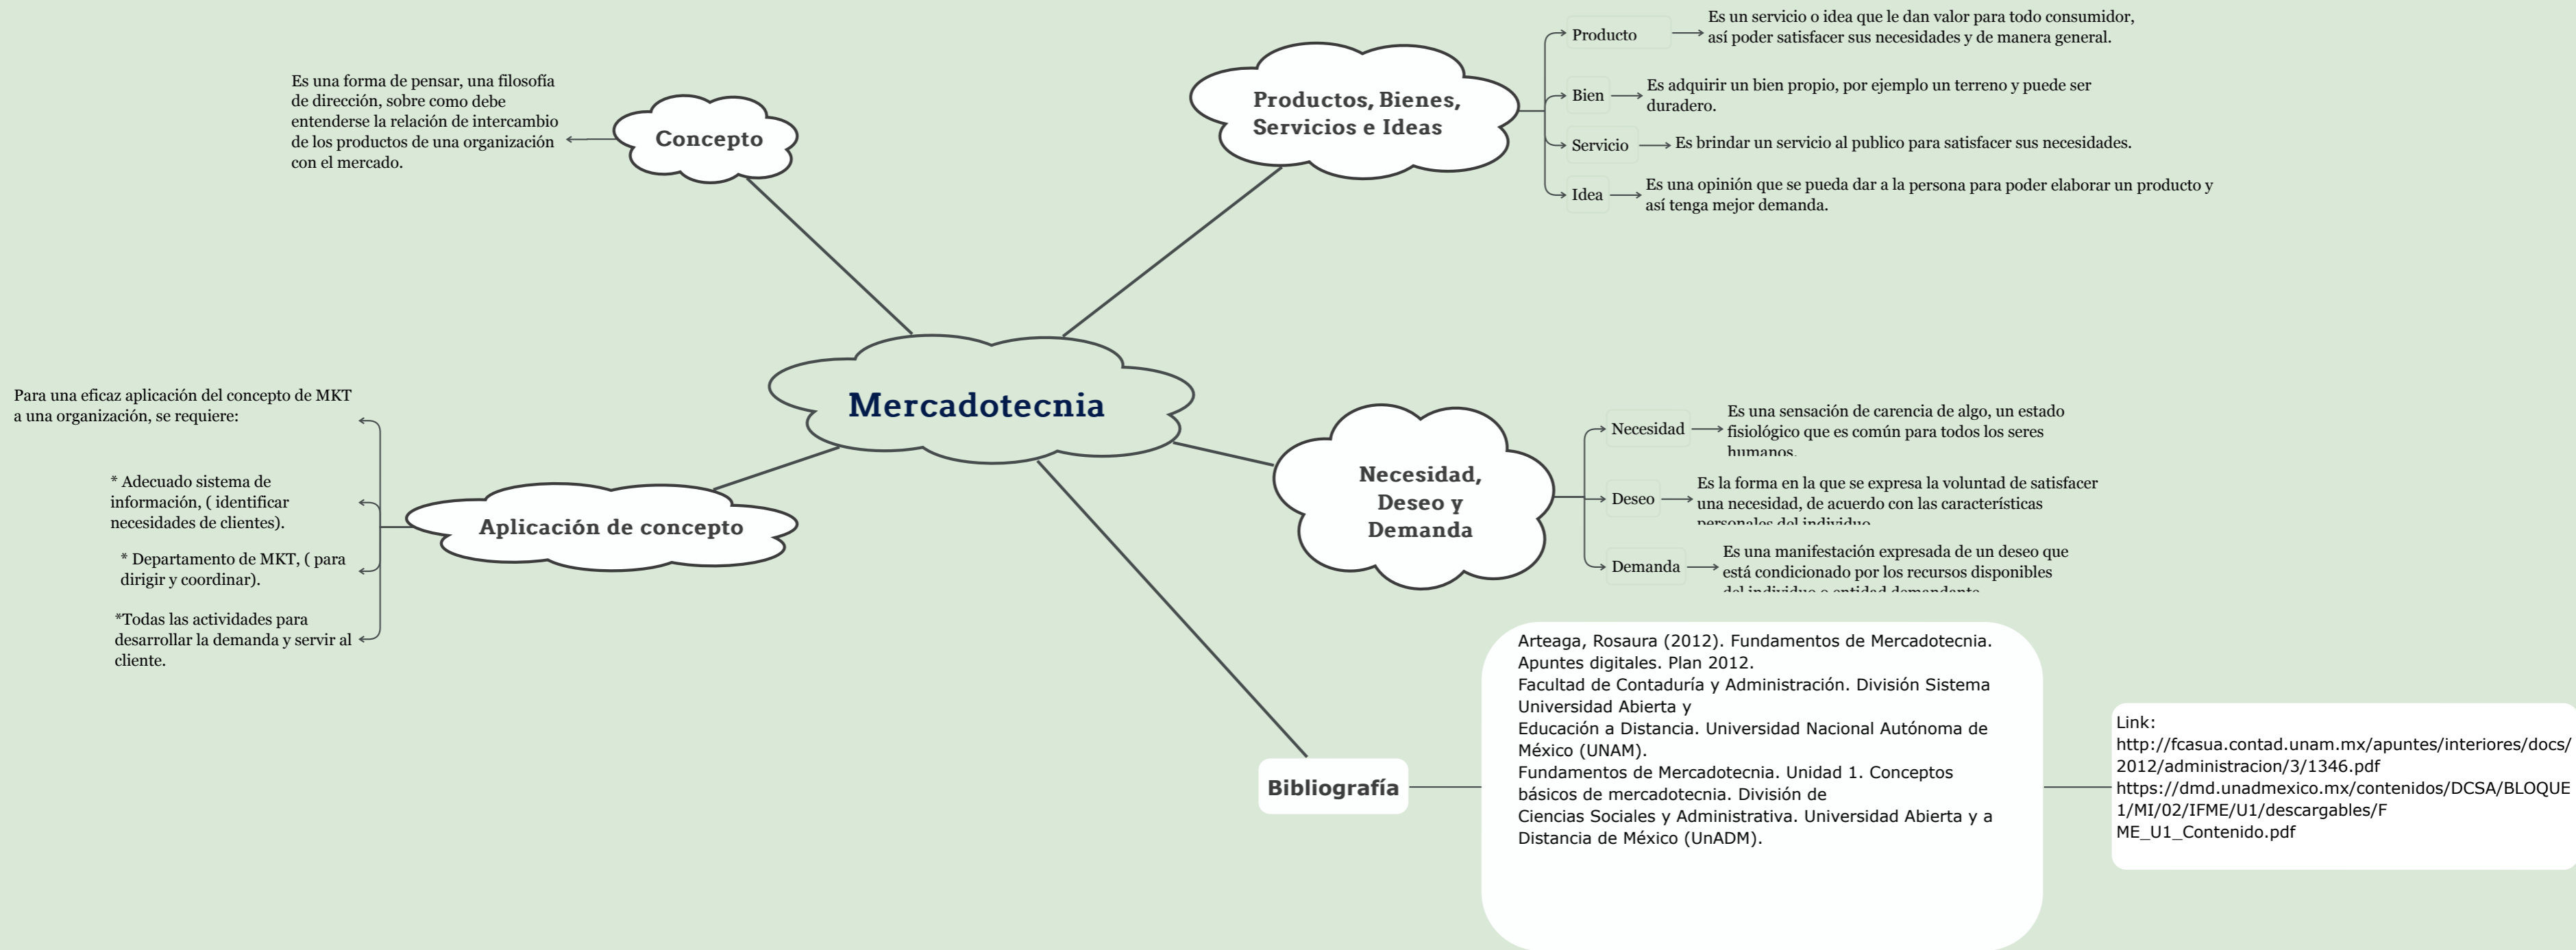 Mercadotecnia
Concepto
Es una forma de pensar, una filosofía
de dirección, sobre como debe
entenderse la relación de intercambio
de los productos de una organización
con el mercado.
Productos, Bienes,
Servicios e Ideas
Producto
Es un servicio o idea que le dan valor para todo consumidor,
así poder satisfacer sus necesidades y de manera general.
Bien
Es adquirir un bien propio, por ejemplo un terreno y puede ser
duradero.
Servicio
Es brindar un servicio al publico para satisfacer sus necesidades.
Idea
Es una opinión que se pueda dar a la persona para poder elaborar un producto y
así tenga mejor demanda.
Aplicación de concepto
Para una eficaz aplicación del concepto de MKT
a una organización, se requiere:
* Adecuado sistema de
información, ( identificar
necesidades de clientes).
* Departamento de MKT, ( para
dirigir y coordinar).
*Todas las actividades para
desarrollar la demanda y servir al
cliente.
Necesidad,
Deseo y
Demanda
Necesidad
Es una sensación de carencia de algo, un estado
fisiológico que es común para todos los seres
humanos.
Deseo
Es la forma en la que se expresa la voluntad de satisfacer
una necesidad, de acuerdo con las características
personales del individuo
Demanda
Es una manifestación expresada de un deseo que
está condicionado por los recursos disponibles
del individuo o entidad demandante
Bibliografía
Arteaga, Rosaura (2012). Fundamentos de Mercadotecnia.
Apuntes digitales. Plan 2012.
Facultad de Contaduría y Administración. División Sistema
Universidad Abierta y
Educación a Distancia. Universidad Nacional Autónoma de
México (UNAM).
Fundamentos de Mercadotecnia. Unidad 1. Conceptos
básicos de mercadotecnia. División de
Ciencias Sociales y Administrativa. Universidad Abierta y a
Distancia de México (UnADM).
Link:
http://fcasua.contad.unam.mx/apuntes/interiores/docs/
2012/administracion/3/1346.pdf
https://dmd.unadmexico.mx/contenidos/DCSA/BLOQUE
1/MI/02/IFME/U1/descargables/F
ME_U1_Contenido.pdf